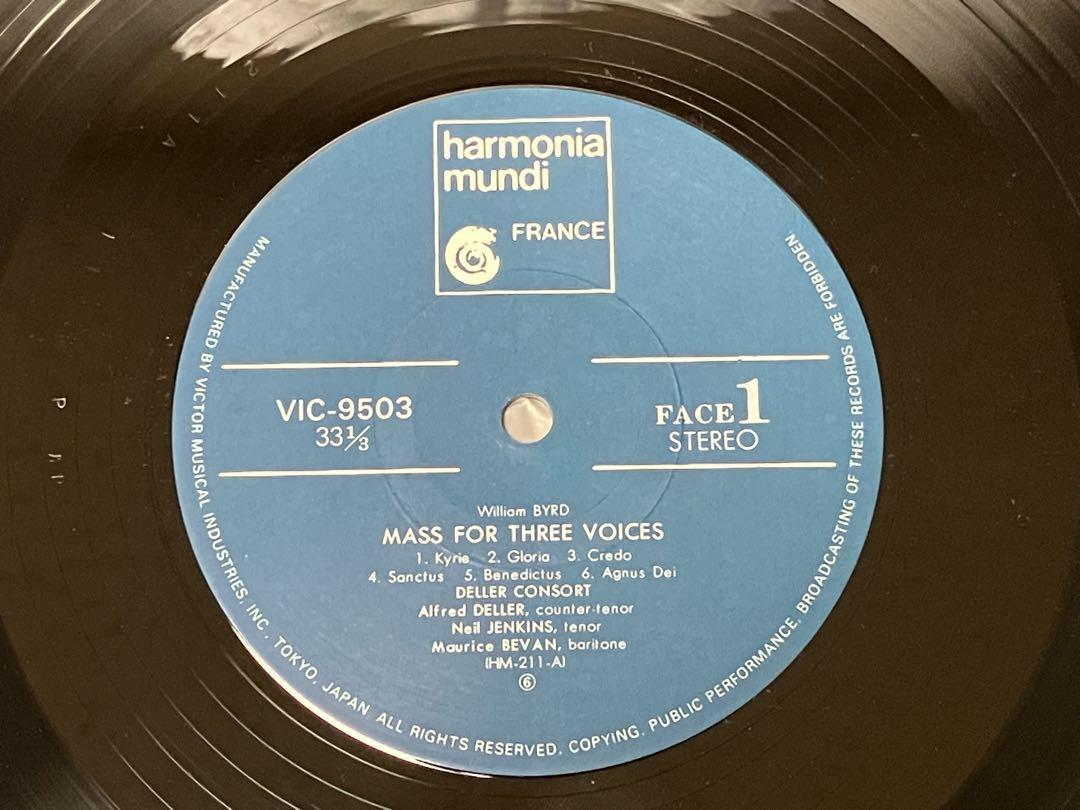 harmonia
mundi
FRANCE
VIC-9503
33⅓
FACE 1
STEREO
William BYRD
MASS FOR THREE VOICES
1. Kyrie 2. Gloria 3. Credo
4. Sanctus 5. Benedictus 6. Agnus Dei
DELLER CONSORT
Alfred DELLER, counter-tenor
Neil JENKINS, tenor
Maurice BEVAN, baritone
(HM-211-A)
⑥
MANUFACTURED BY VICTOR MUSICAL INDUSTRIES, INC. TOKYO, JAPAN ALL RIGHTS RESERVED. COPYING. PUBLIC PERFORMANCE, BROADCASTING OF THESE RECORDS ARE FORBIDDEN.